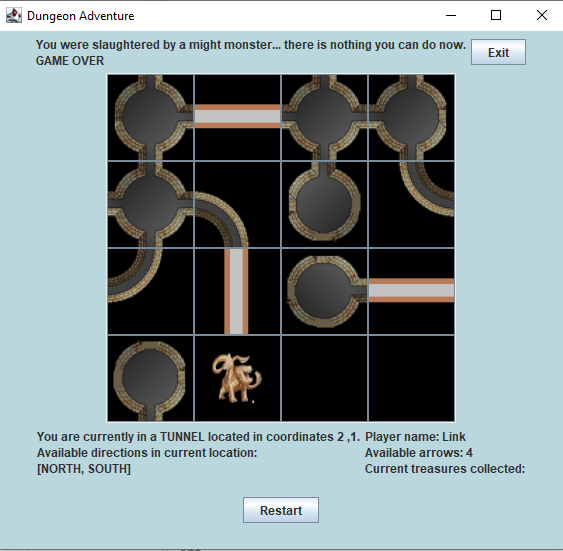 Dungeon Adventure
You were slaughtered by a might monster... there is nothing you can do now.
GAME OVER
Exit
You are currently in a TUNNEL located in coordinates 2 ,1.
Available directions in current location:
[NORTH, SOUTH]
Player name: Link
Available arrows: 4
Current treasures collected:
Restart